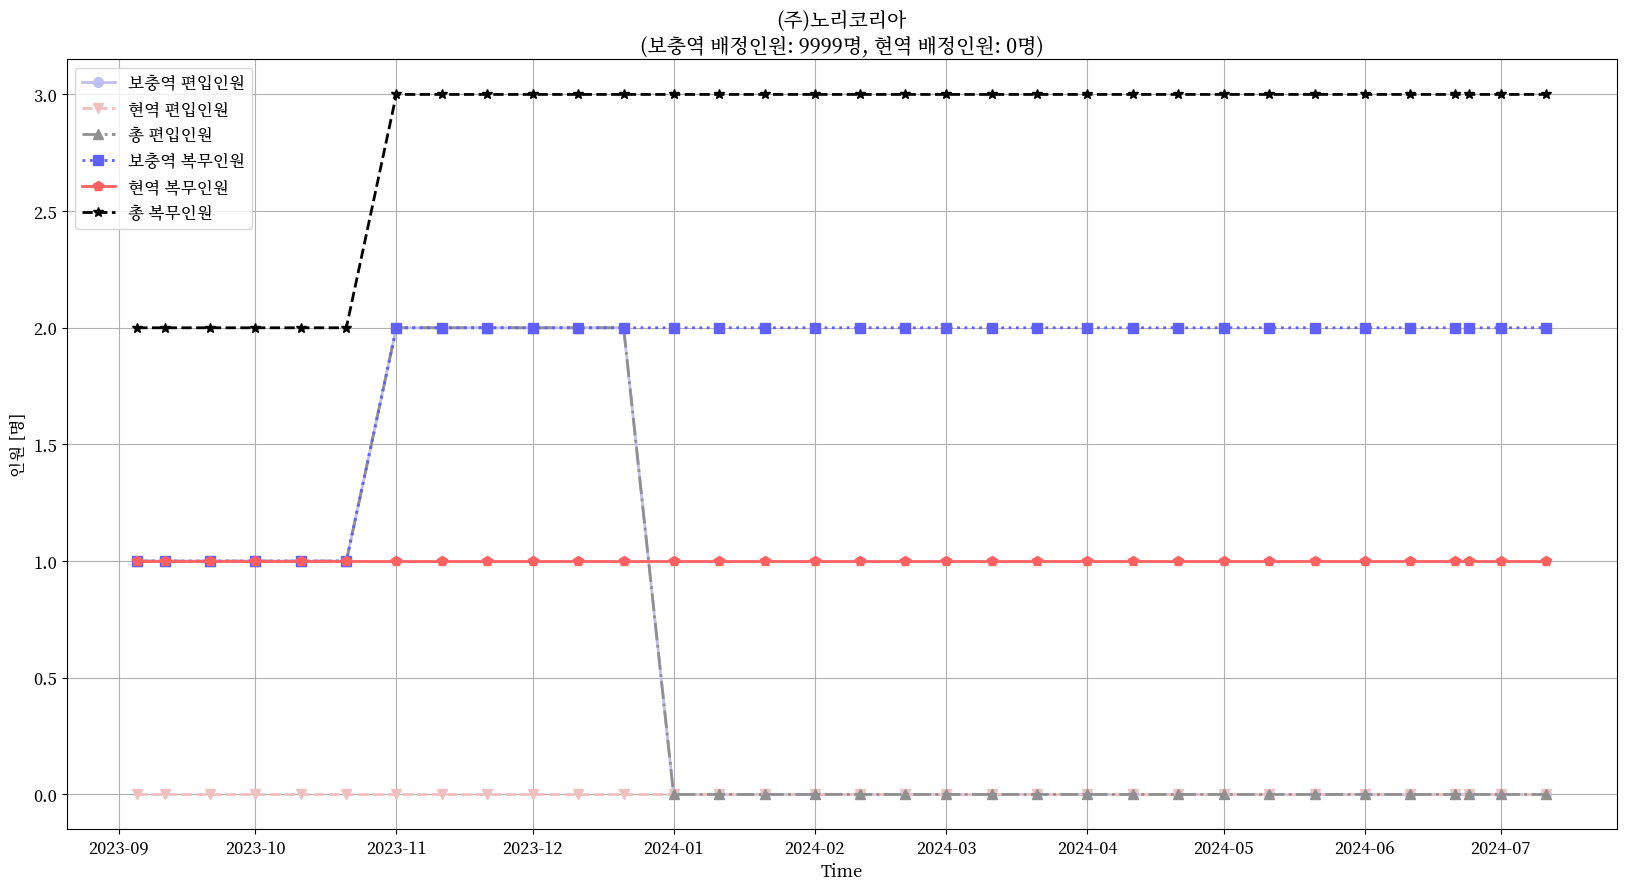 (주)노리코리아
(보충역 배정인원: 9999명, 현역 배정인원: 0명)
보충역 편입인원
현역 편입인원
총 편입인원
보충역 복무인원
현역 복무인원
총 복무인원
3.0
2.5
2.0
1.5
1.0
0.5
0.0
인원 [명]
2023-09 2023-10 2023-11 2023-12 2024-01 2024-02 2024-03 2024-04 2024-05 2024-06 2024-07
Time